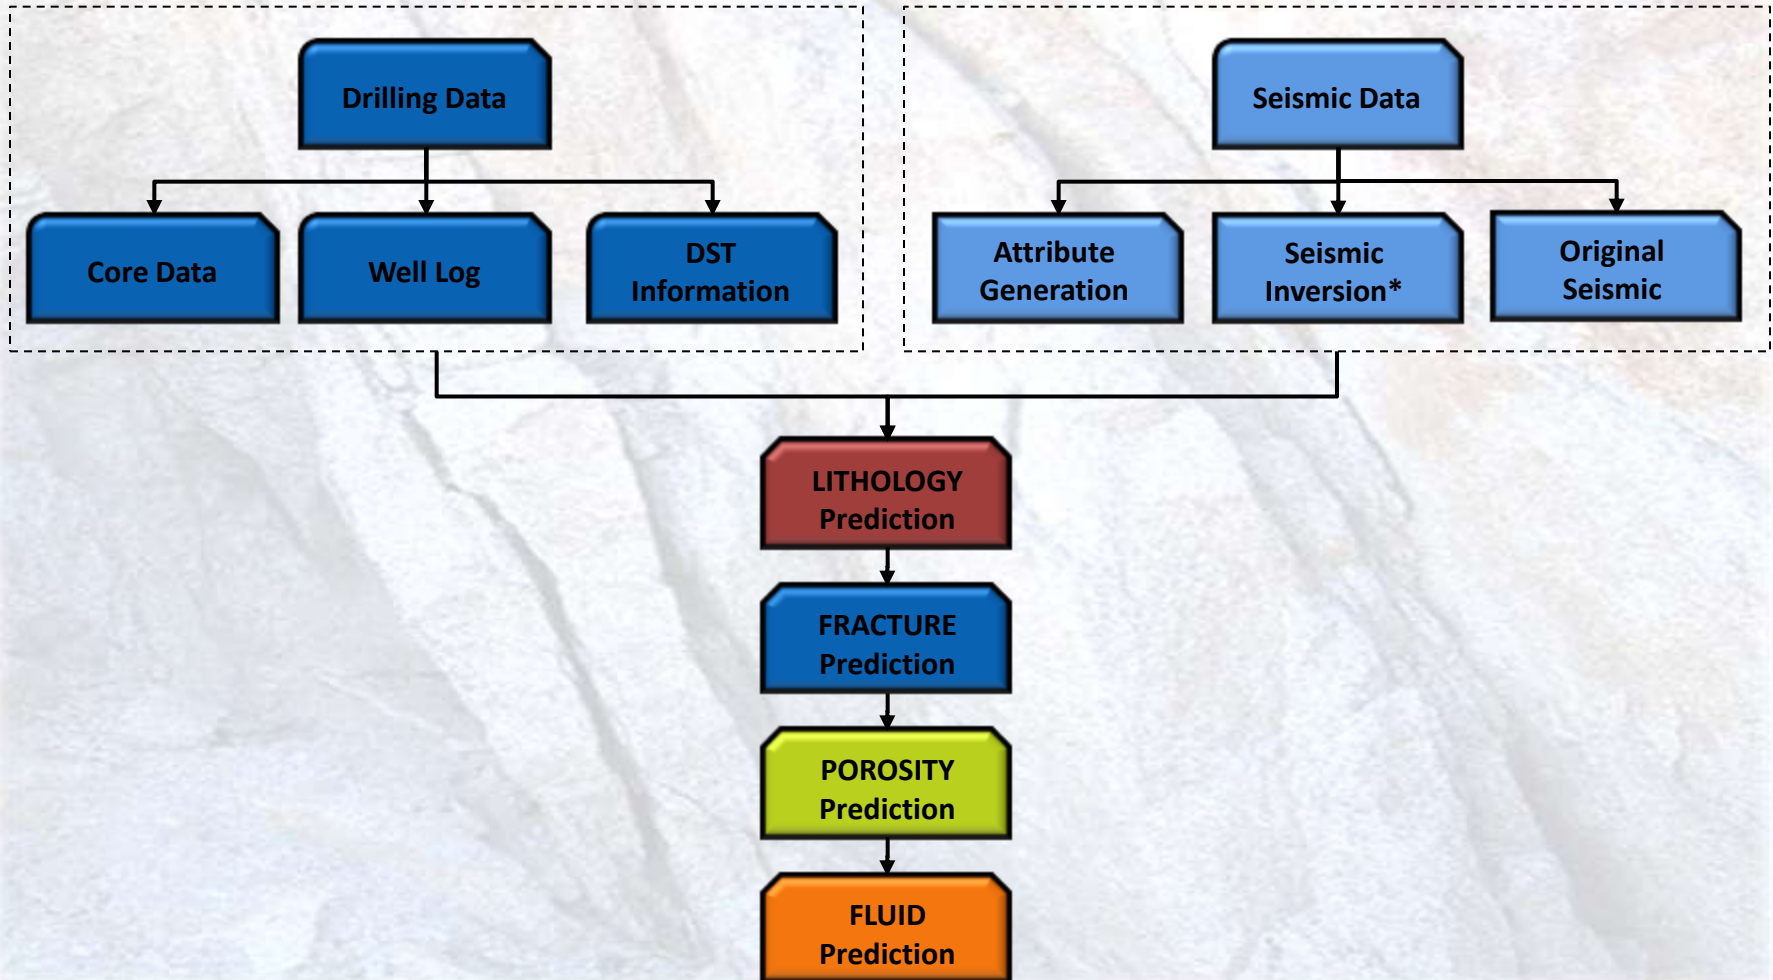 Drilling Data
Seismic Data
Core Data
Well Log
DST
Information
Attribute
Generation
Seismic
Inversion*
Original
Seismic
LITHOLOGY
Prediction
FRACTURE
Prediction
POROSITY
Prediction
FLUID
Prediction